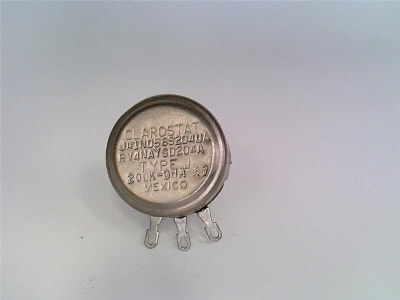 CLAROSTAT
RV4NAYSD204A
TYPE J
200K-OHM
MEXICO